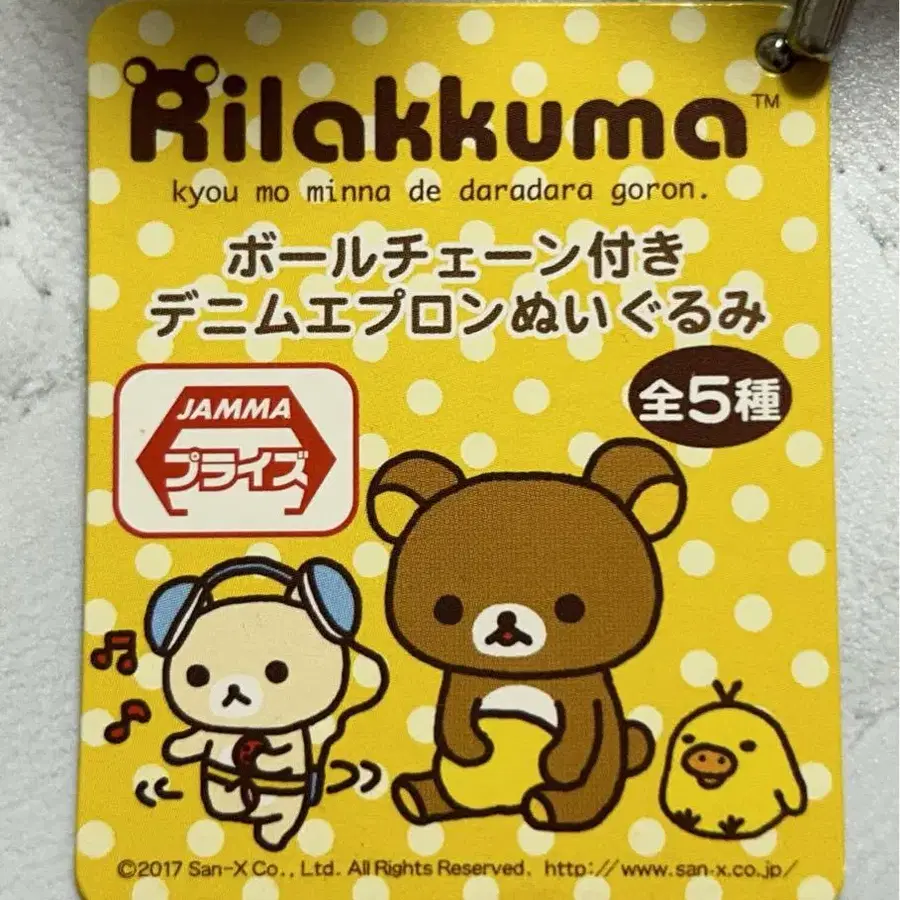 Rilakkuma™
kyou mo minna de daradara goron.
ボールチェーン付き
デニムエプロンぬいぐるみ
全5種
JAMMA
プライズ
©2017 San-X Co., Ltd. All Rights Reserved. http://www.san-x.co.jp/